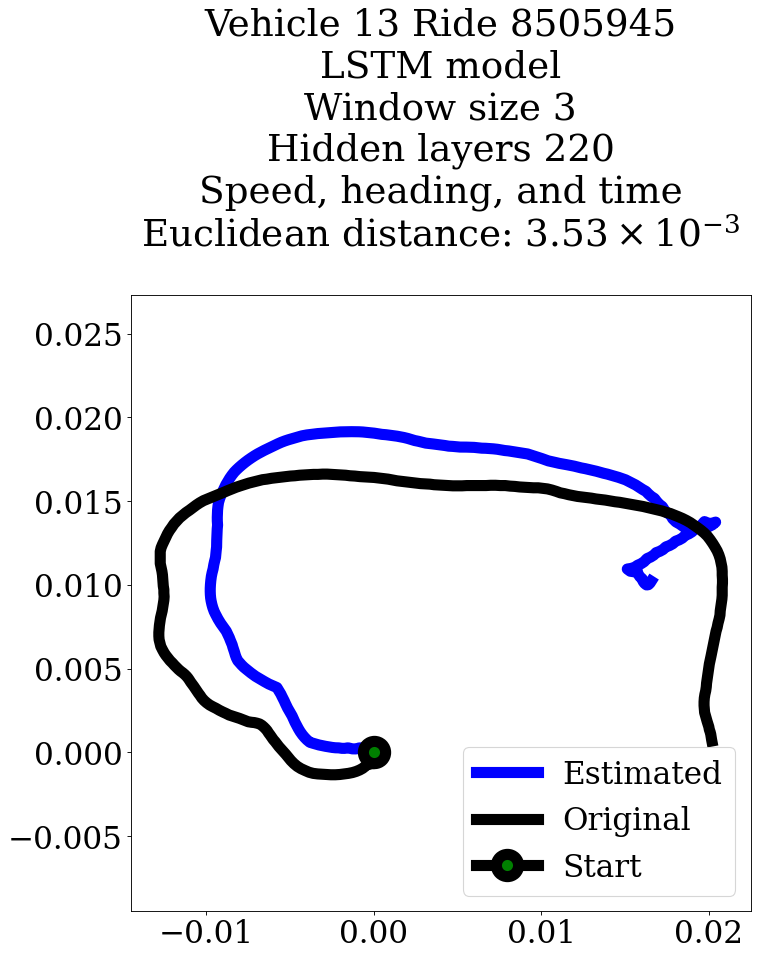 Vehicle 13 Ride 8505945
LSTM model
Window size 3
Hidden layers 220
Speed, heading, and time
Euclidean distance: 3.53 × 10⁻³
0.025
0.020
0.015
0.010
0.005
0.000
−0.005
Estimated
Original
Start
−0.01 0.00 0.01 0.02